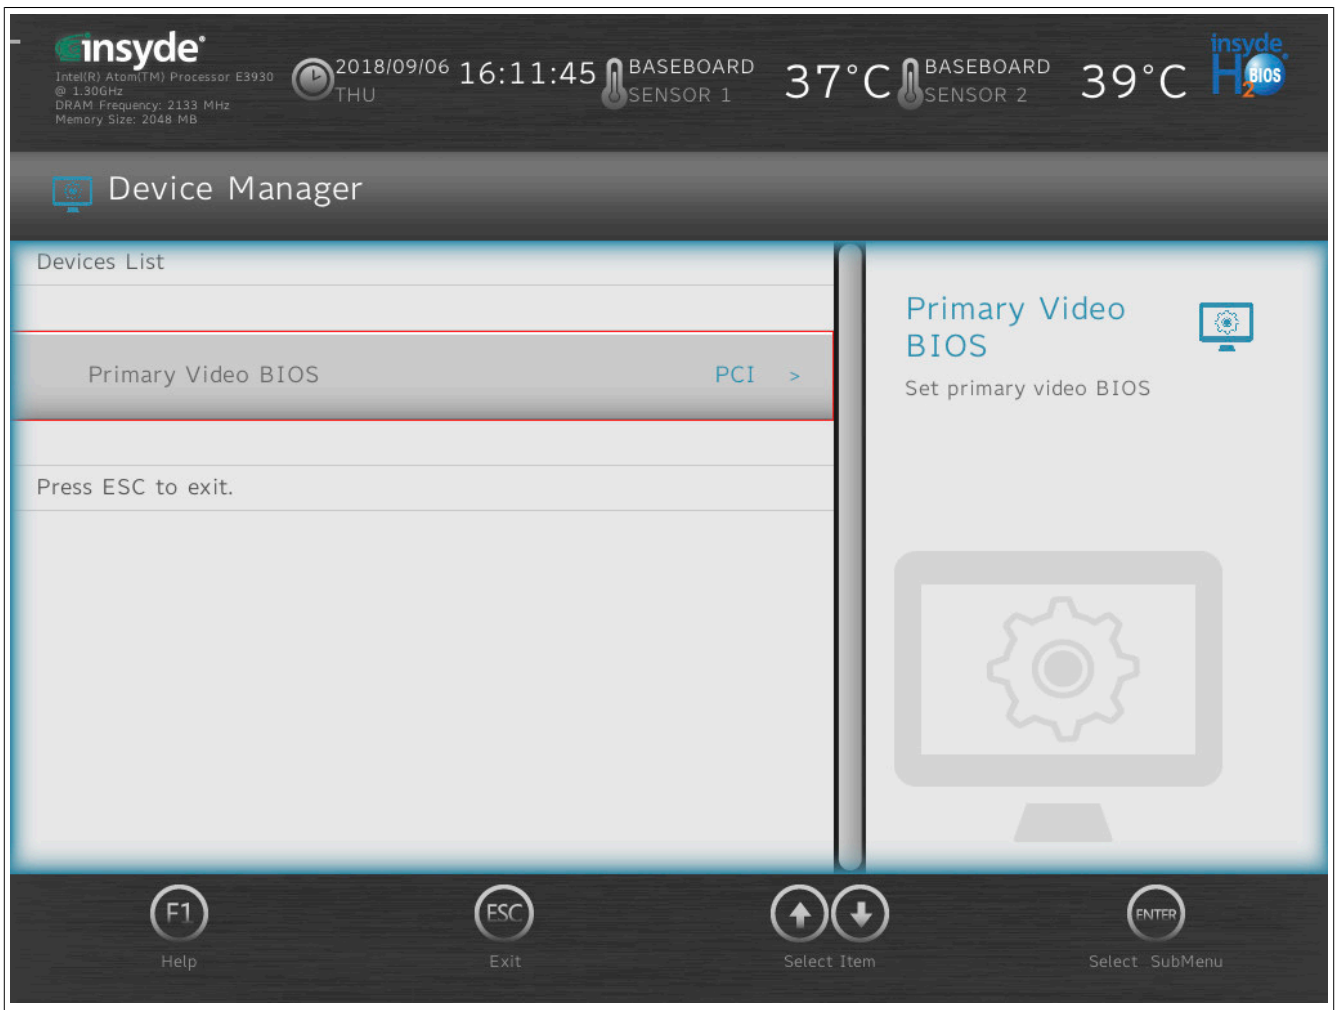 insyde
Intel(R) Atom(TM) Processor E3930
@ 1.30GHz
DRAM Frequency: 2133 MHz
Memory Size: 2048 MB
2018/09/06
THU
16:11:45
BASEBOARD
SENSOR 1
37°C
BASEBOARD
SENSOR 2
39°C
insyde
H2BIOS
Device Manager
Devices List
Primary Video BIOS PCI >
Press ESC to exit.
Primary Video
BIOS
Set primary video BIOS
F1
Help
ESC
Exit
Select Item
ENTER
Select SubMenu